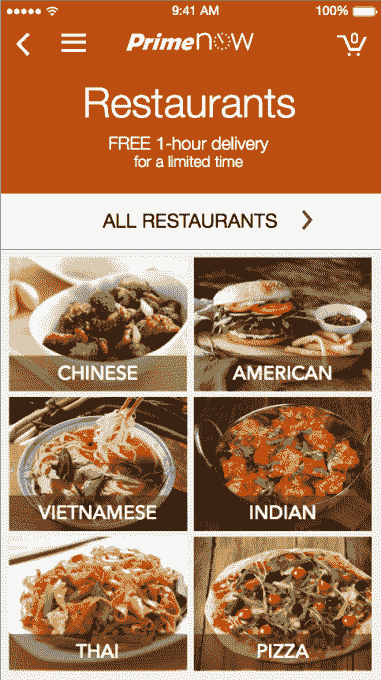 9:41 AM
100%
Prime now
0
Restaurants
FREE 1-hour delivery
for a limited time
ALL RESTAURANTS
CHINESE
AMERICAN
VIETNAMESE
INDIAN
THAI
PIZZA